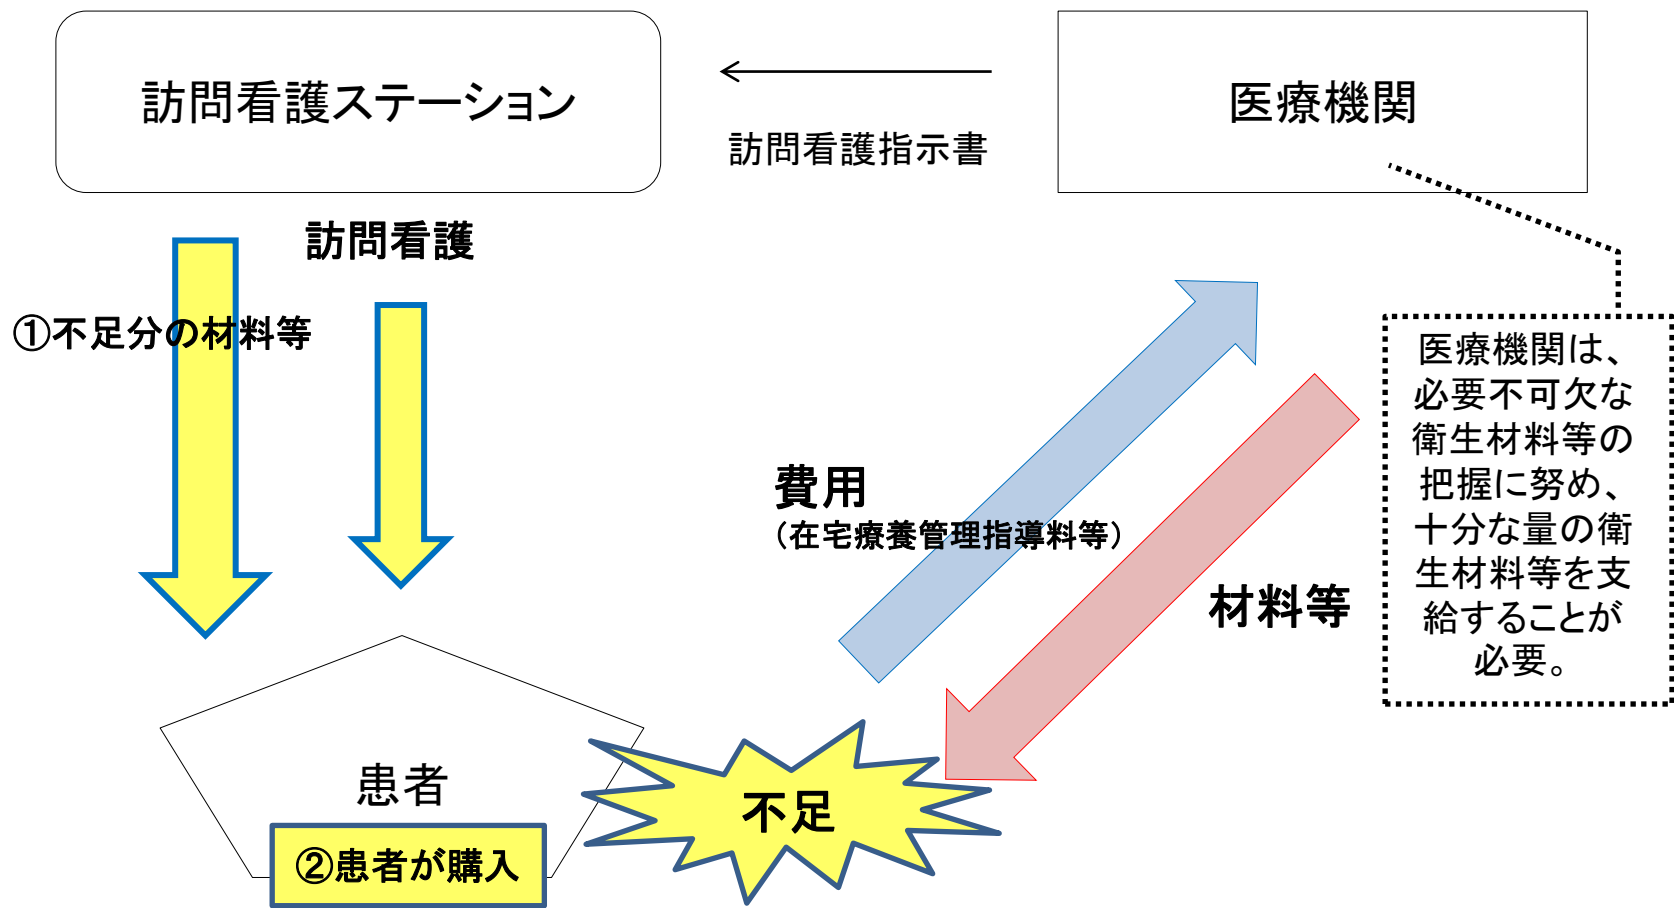 訪問看護ステーション
医療機関
訪問看護指示書
訪問看護
①不足分の材料等
医療機関は、
必要不可欠な
衛生材料等の
把握に努め、
十分な量の衛
生材料等を支
給することが
必要。
費用
（在宅療養管理指導料等）
材料等
患者
不足
②患者が購入